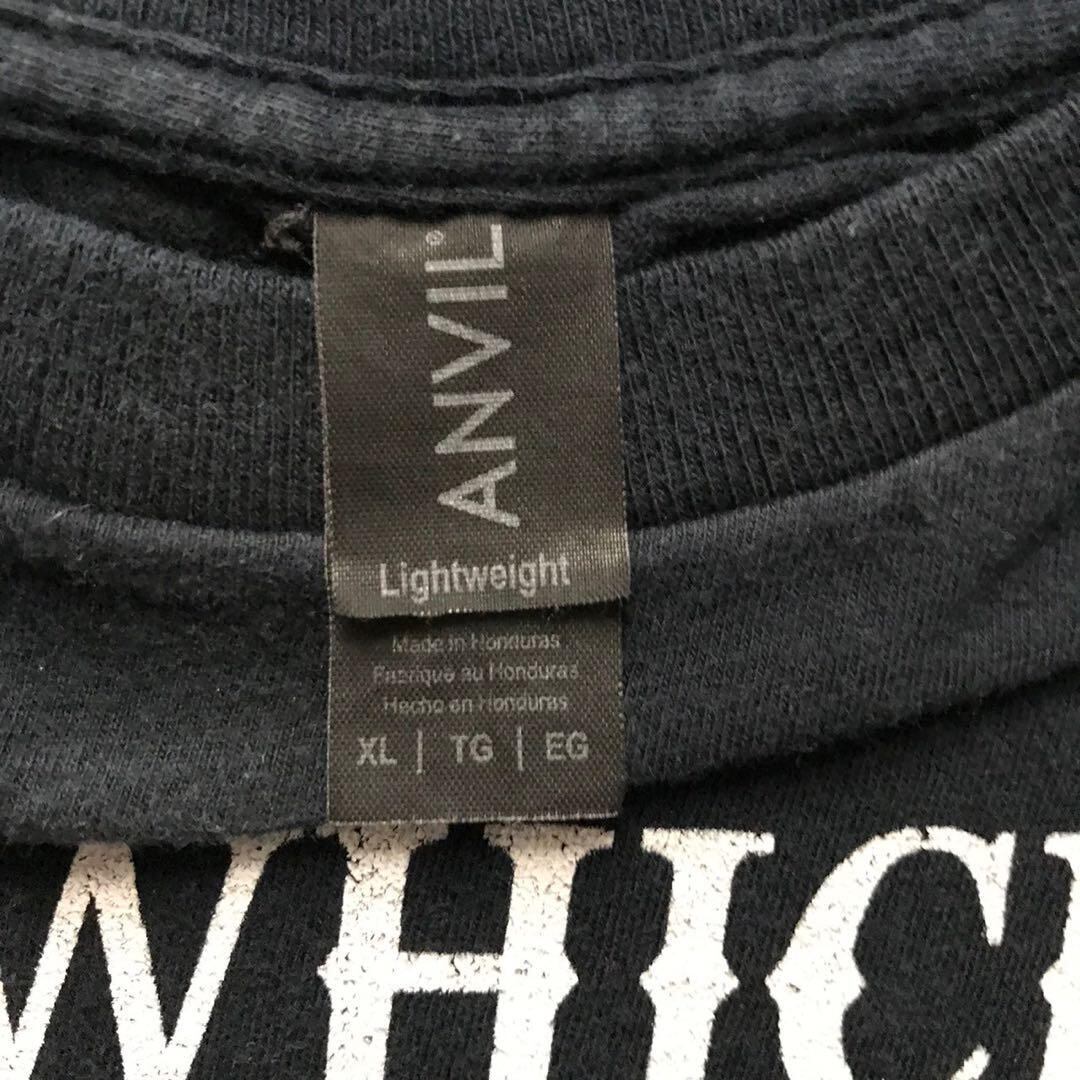 ANVIL®
Lightweight
Made in Honduras
Fabriqué au Honduras
Hecho en Honduras
XL | TG | EG
WHIC